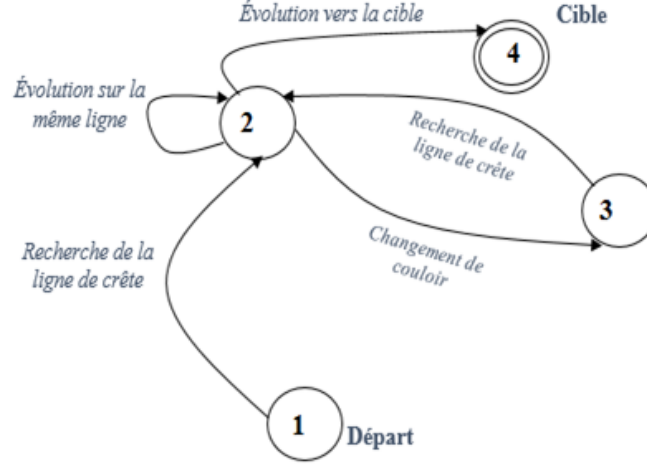 Évolution vers la cible
Cible
4
Évolution sur la
même ligne
2
Recherche de la
ligne de crête
3
Changement de
couloir
Recherche de la
ligne de crête
1
Départ